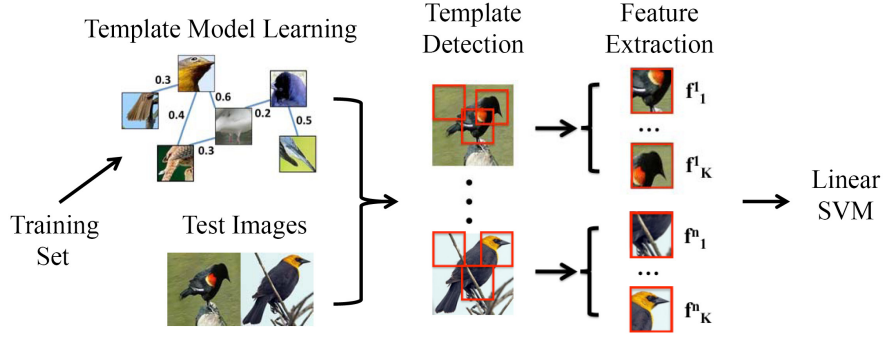 Template Model Learning
0.3
0.6
0.4
0.2
0.5
0.3
Training
Set
Test Images
Template
Detection
Feature
Extraction
f¹₁
...
f¹K
fⁿ₁
...
fⁿK
Linear
SVM